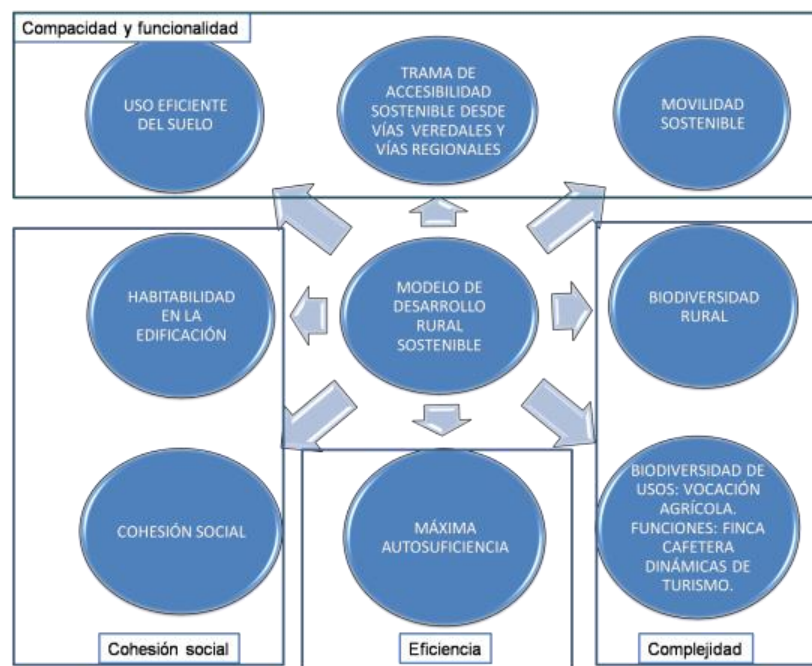 Compacidad y funcionalidad
USO EFICIENTE
DEL SUELO
TRAMA DE
ACCESIBILIDAD
SOSTENIBLE DESDE
VÍAS VEREDALES Y
VÍAS REGIONALES
MOVILIDAD
SOSTENIBLE
HABITABILIDAD
EN LA
EDIFICACIÓN
MODELO DE
DESARROLLO
RURAL
SOSTENIBLE
BIODIVERSIDAD
RURAL
COHESIÓN SOCIAL
MÁXIMA
AUTOSUFICIENCIA
BIODIVERSIDAD DE
USOS: VOCACIÓN
AGRÍCOLA.
FUNCIONES: FINCA
CAFETERA
DINÁMICAS DE
TURISMO.
Cohesión social
Eficiencia
Complejidad